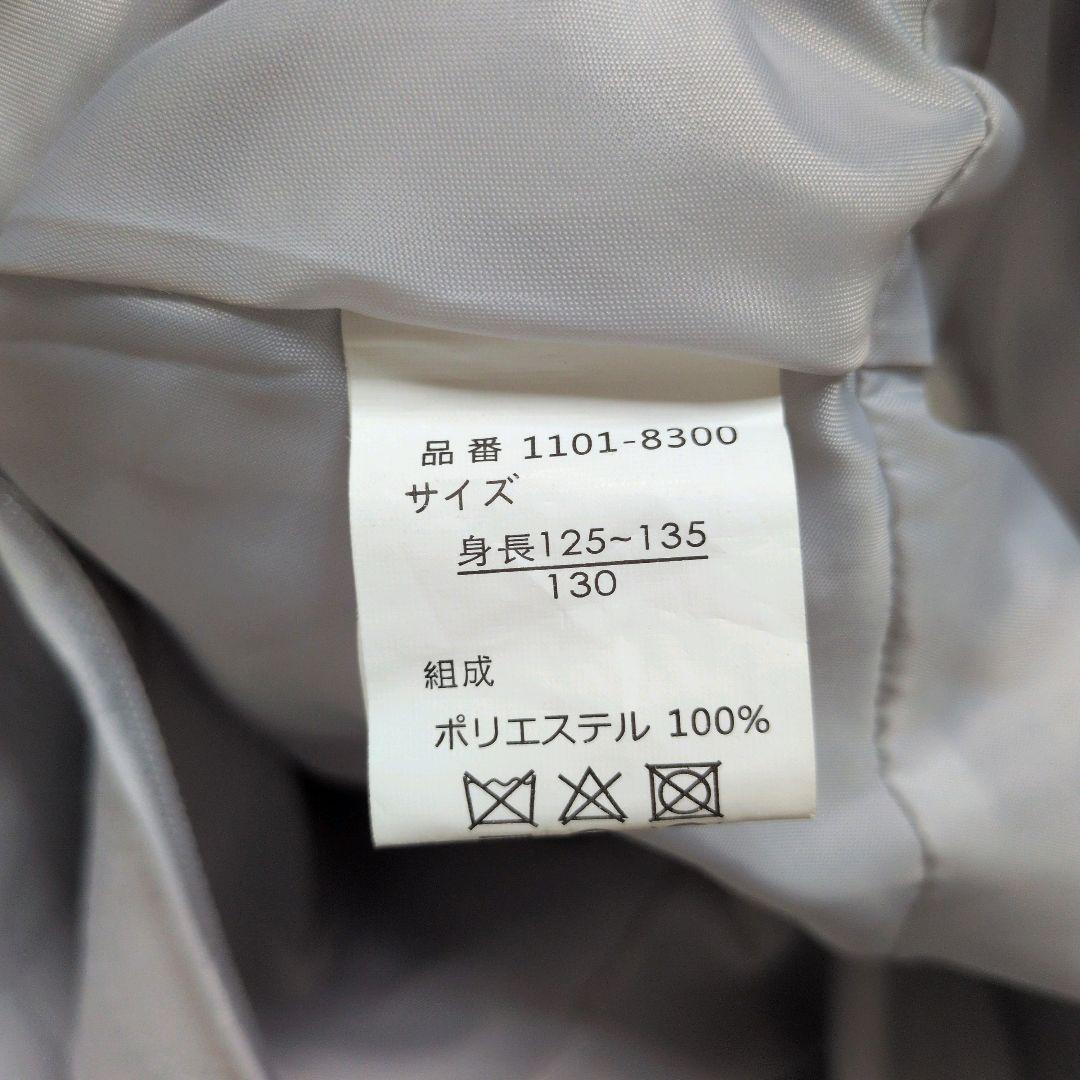 品番 1101-8300
サイズ
身長125~135
130
組成
ポリエステル 100%